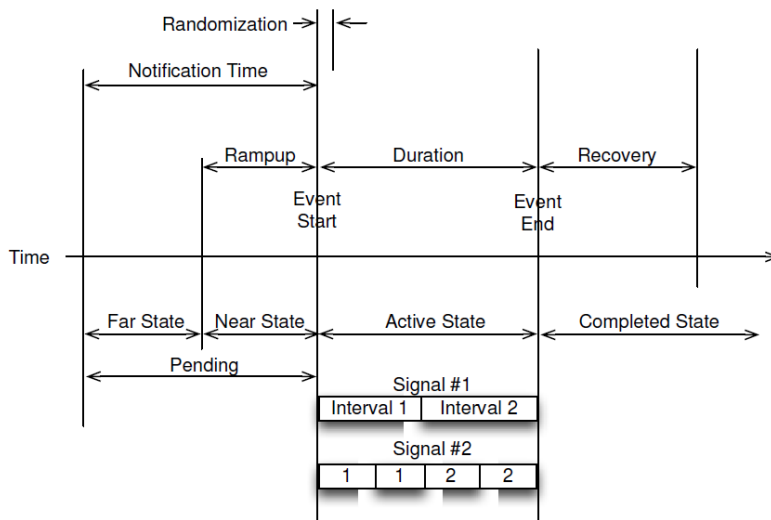 Randomization
Notification Time
Rampup
Duration
Recovery
Event
Start
Event
End
Time
Far State
Near State
Active State
Completed State
Pending
Signal #1
Interval 1
Interval 2
Signal #2
1
1
2
2